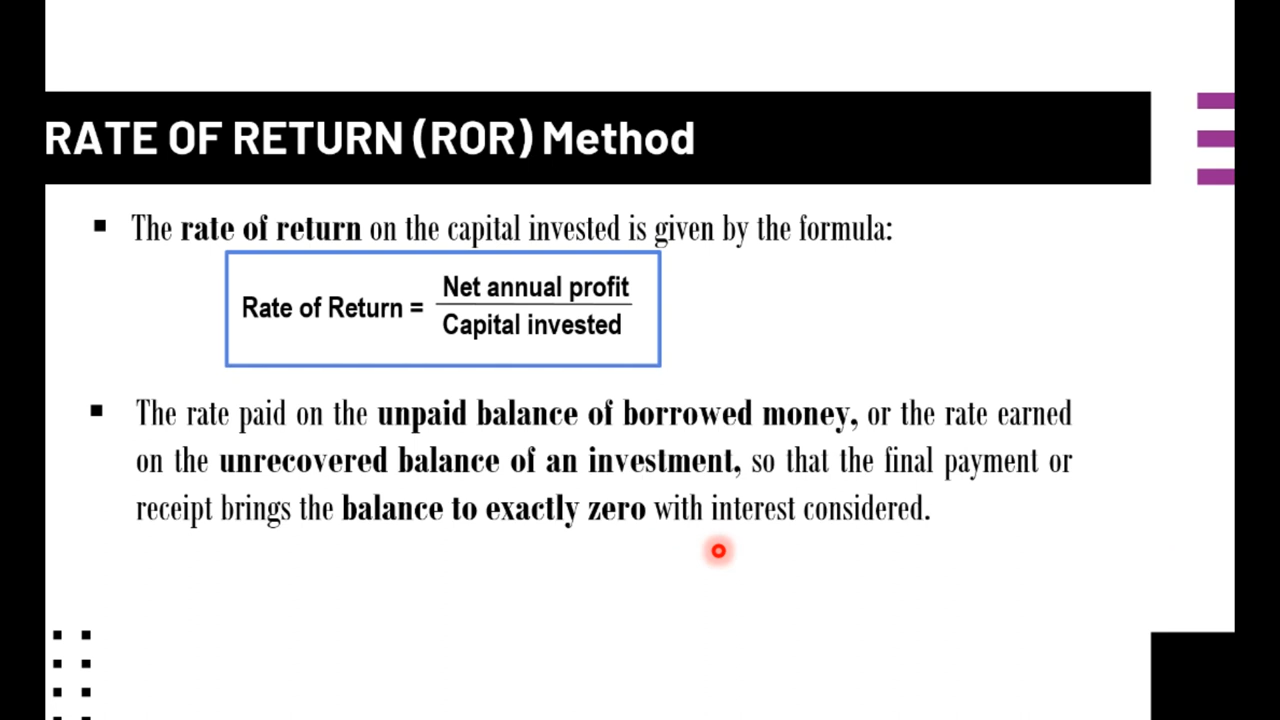 RATE OF RETURN (ROR) Method
▪ The rate of return on the capital invested is given by the formula:
Rate of Return = Net annual profit
Capital invested
▪ The rate paid on the unpaid balance of borrowed money, or the rate earned
on the unrecovered balance of an investment, so that the final payment or
receipt brings the balance to exactly zero with interest considered.